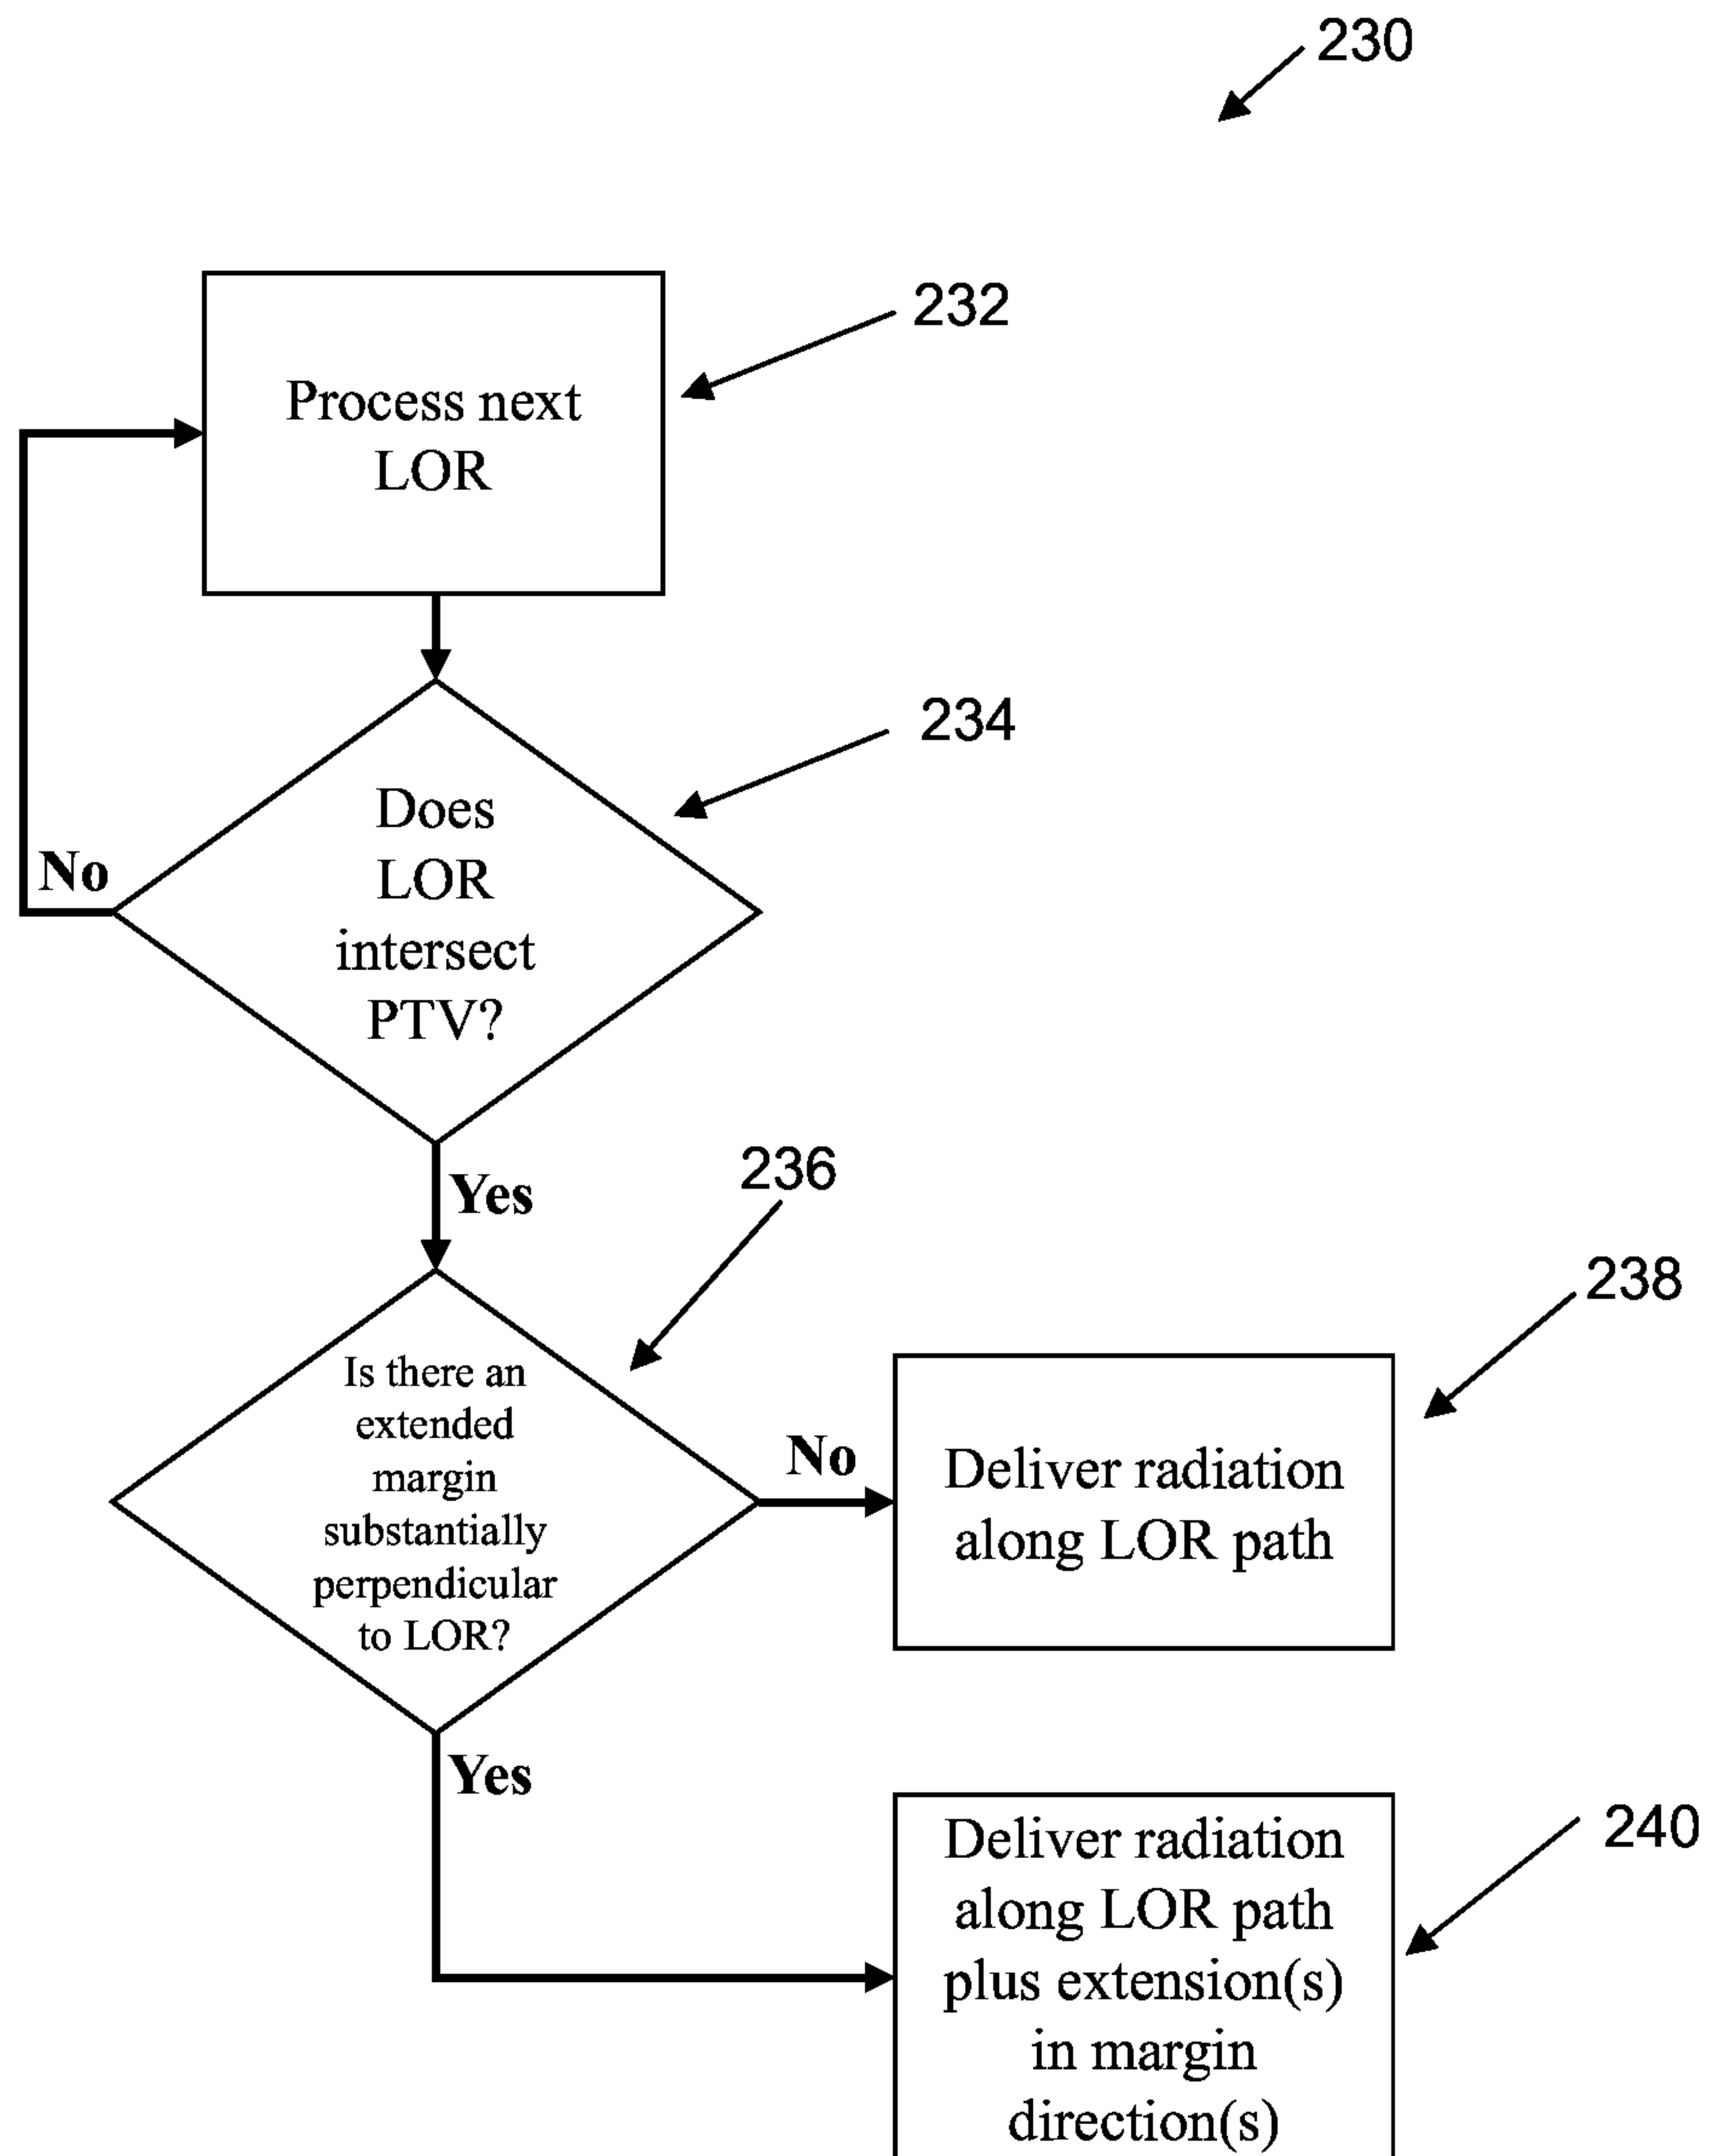 230
232
Process next
LOR
234
Does
LOR
intersect
PTV?
No
Yes
236
Is there an
extended
margin
substantially
perpendicular
to LOR?
No
238
Deliver radiation
along LOR path
Yes
240
Deliver radiation
along LOR path
plus extension(s)
in margin
direction(s)